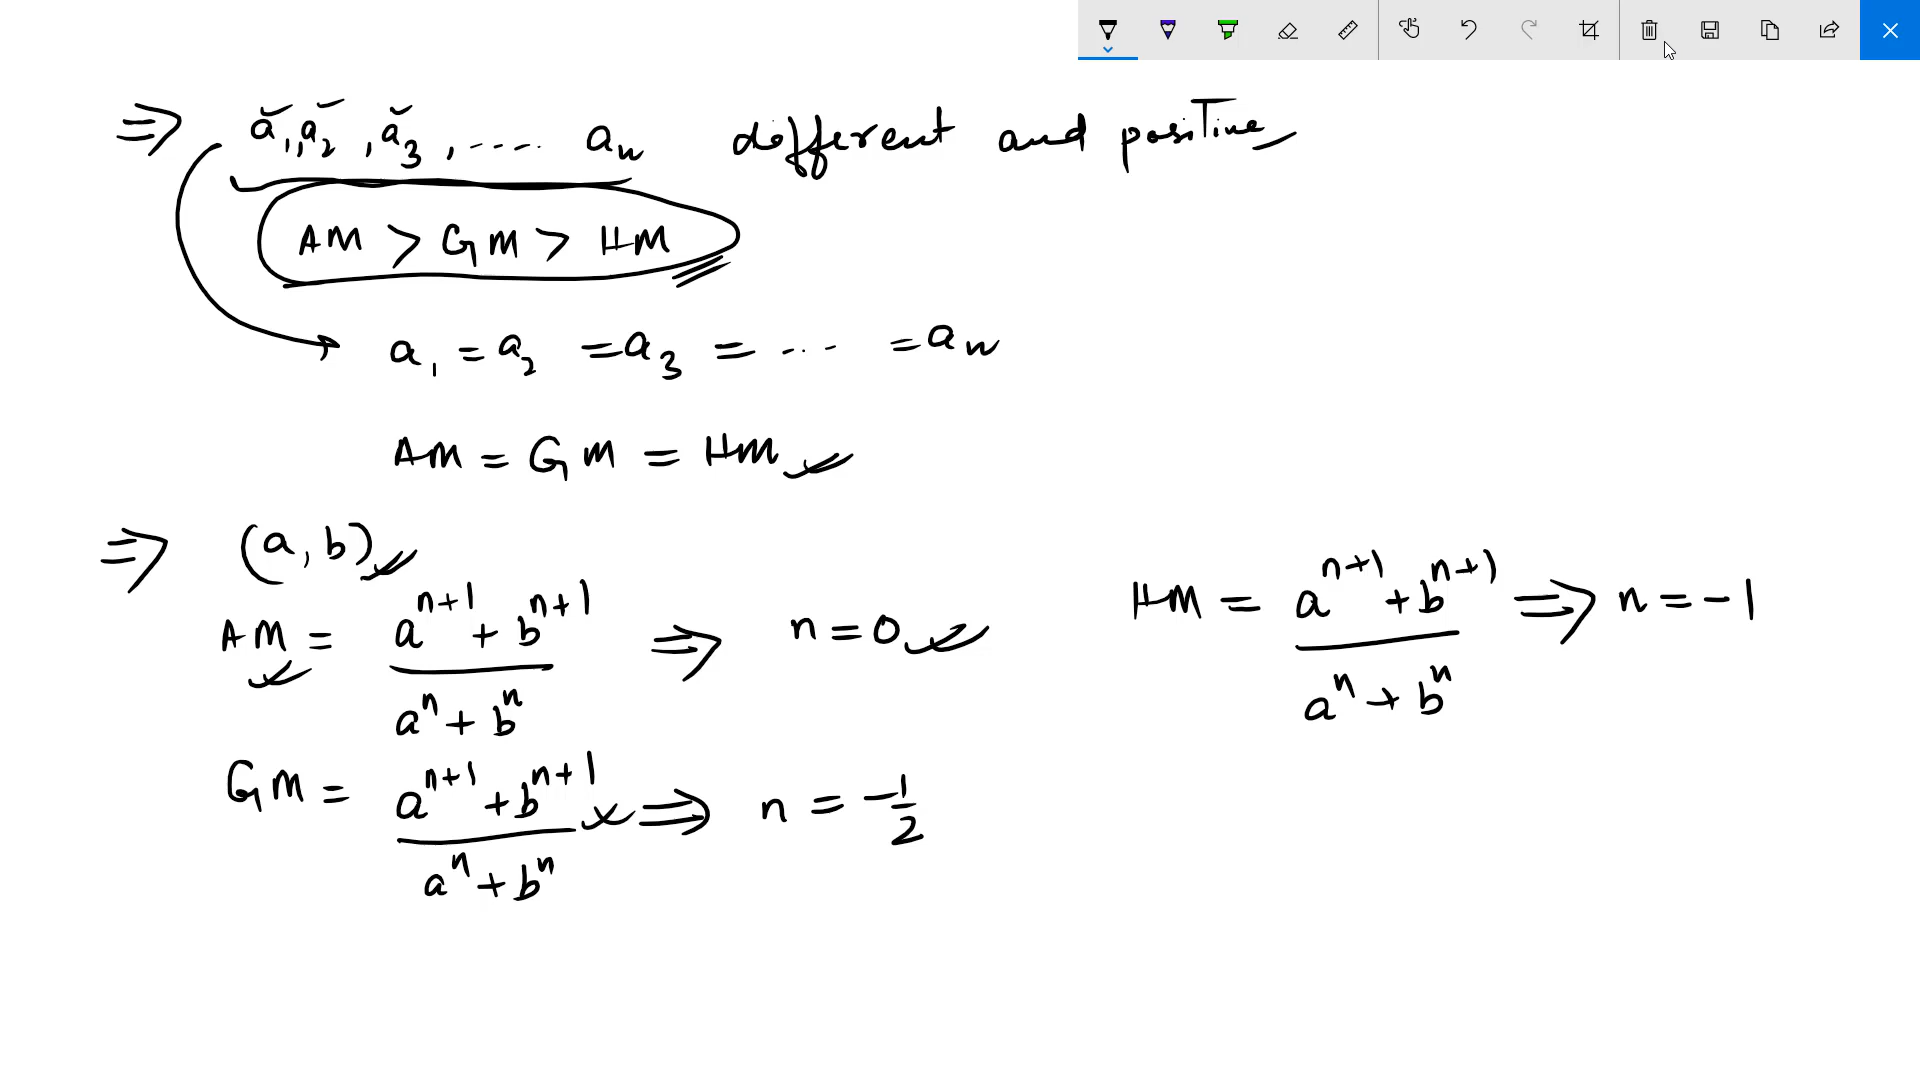 ⇒ a₁, a₂, a₃, ..... aₙ different and positive
AM > GM > HM
a₁ = a₂ = a₃ = .... = aₙ
AM = GM = HM
⇒ (a, b)
AM = (aⁿ⁺¹ + bⁿ⁺¹)/(aⁿ + bⁿ) ⇒ n = 0
GM = (aⁿ⁺¹ + bⁿ⁺¹)/(aⁿ + bⁿ) ⇒ n = -1/2
HM = (aⁿ⁺¹ + bⁿ⁺¹)/(aⁿ + bⁿ) ⇒ n = -1